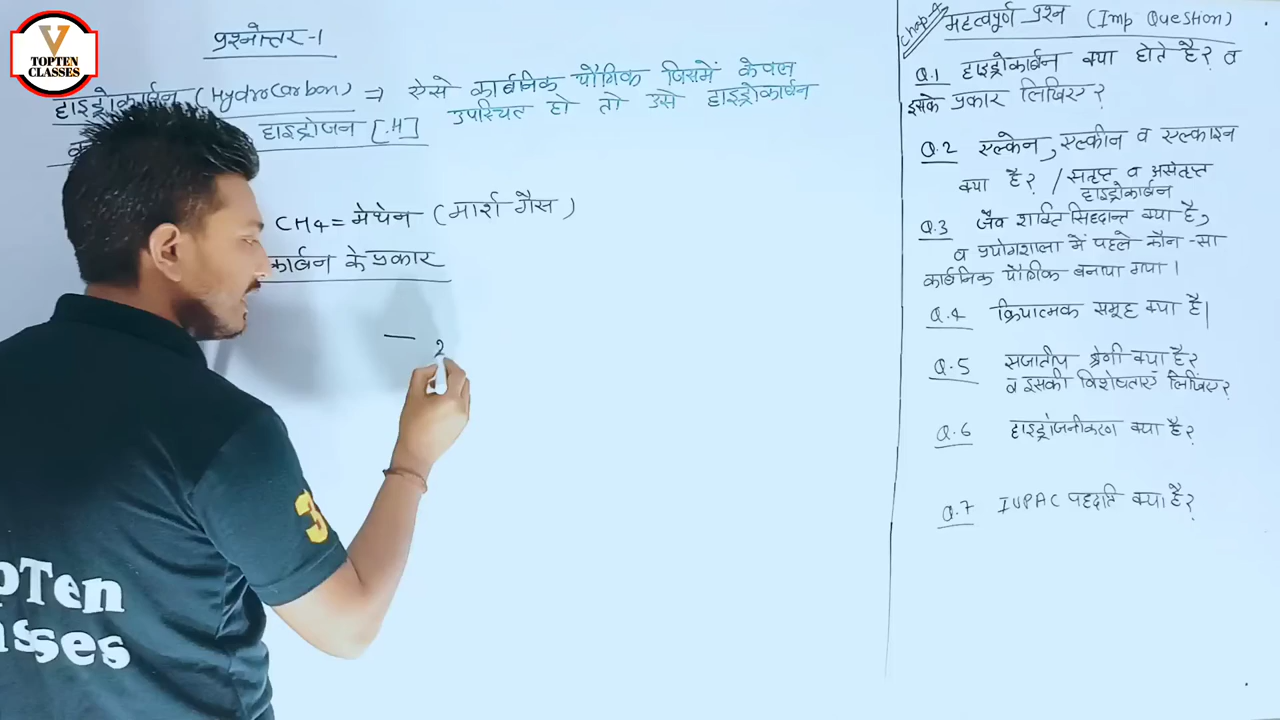 V
TOPTEN
CLASSES
प्रश्नोत्तर-1
हाइड्रोकार्बन (Hydrocarbon) ⇒ ऐसे कार्बनिक यौगिक जिसमें केवल
हाइड्रोजन [H] उपस्थित हो तो उसे हाइड्रोकार्बन
CH4 = मेथेन (मार्श गैस)
कार्बन के प्रकार
— 2
Chap 4
महत्वपूर्ण प्रश्न (Imp Question)
Q.1 हाइड्रोकार्बन क्या होते है? व
इसके प्रकार लिखिए?
Q.2 एल्केन, एल्कीन व एल्काइन
क्या है? / संतृप्त व असंतृप्त
हाइड्रोकार्बन
Q.3 जैव शक्ति सिद्धान्त क्या है,
व प्रयोगशाला में पहले कौन-सा
कार्बनिक यौगिक बनाया गया।
Q.4 क्रियात्मक समूह क्या है।
Q.5 सजातीय श्रेणी क्या है?
व इसकी विशेषताएं लिखिए?
Q.6 हाइड्रोजनीकरण क्या है?
Q.7 IUPAC पद्दति क्या है?
3
pTen
asses